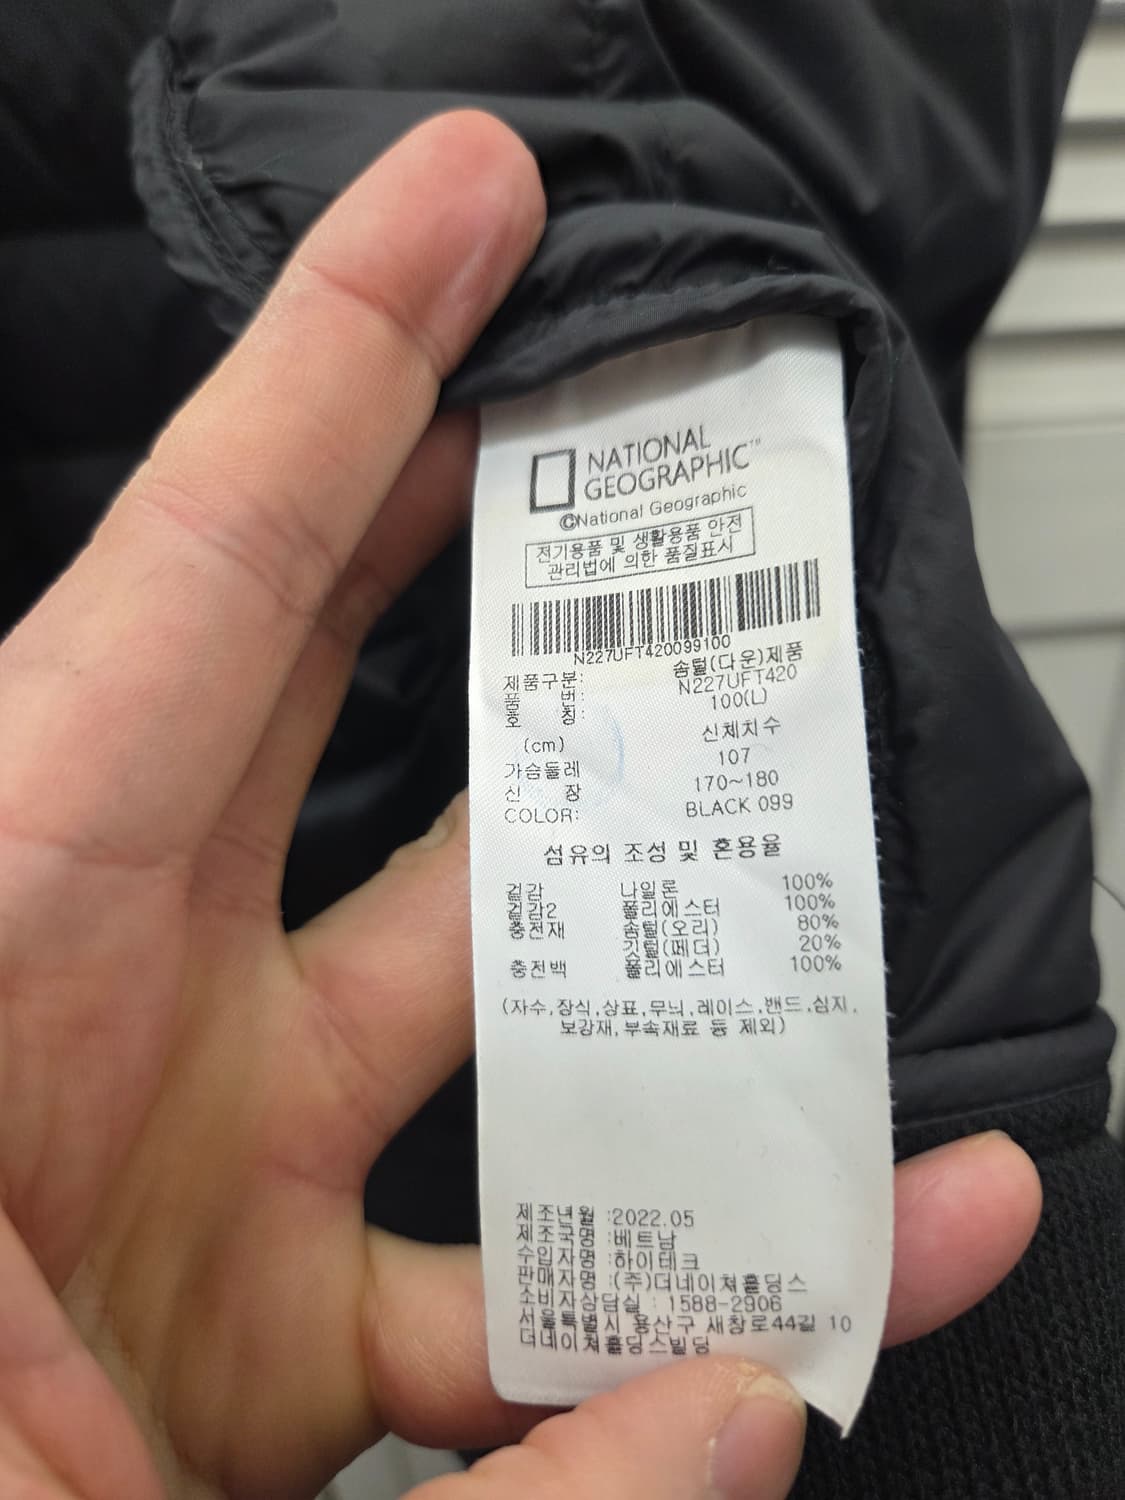 NATIONAL
GEOGRAPHIC™
©National Geographic
전기용품 및 생활용품 안전
관리법에 의한 품질표시
N227UFT420099100
제품구분: 솜털(다운)제품
품 번: N227UFT420
호 칭: 100(L)
(cm) 신체치수
가슴둘레 107
신 장 170~180
COLOR: BLACK 099
섬유의 조성 및 혼용율
겉감 나일론 100%
겉감2 폴리에스터 100%
충전재 솜털(오리) 80%
깃털(페더) 20%
충전백 폴리에스터 100%
(자수,장식,상표,무늬,레이스,밴드,심지,
보강재,부속재료 등 제외)
제조년월 :2022.05
제조국명 :베트남
수입자명 :하이테크
판매자명 :(주)더네이쳐홀딩스
소비자상담실 : 1588-2906
서울특별시 용산구 새창로44길 10
더네이쳐홀딩스빌딩